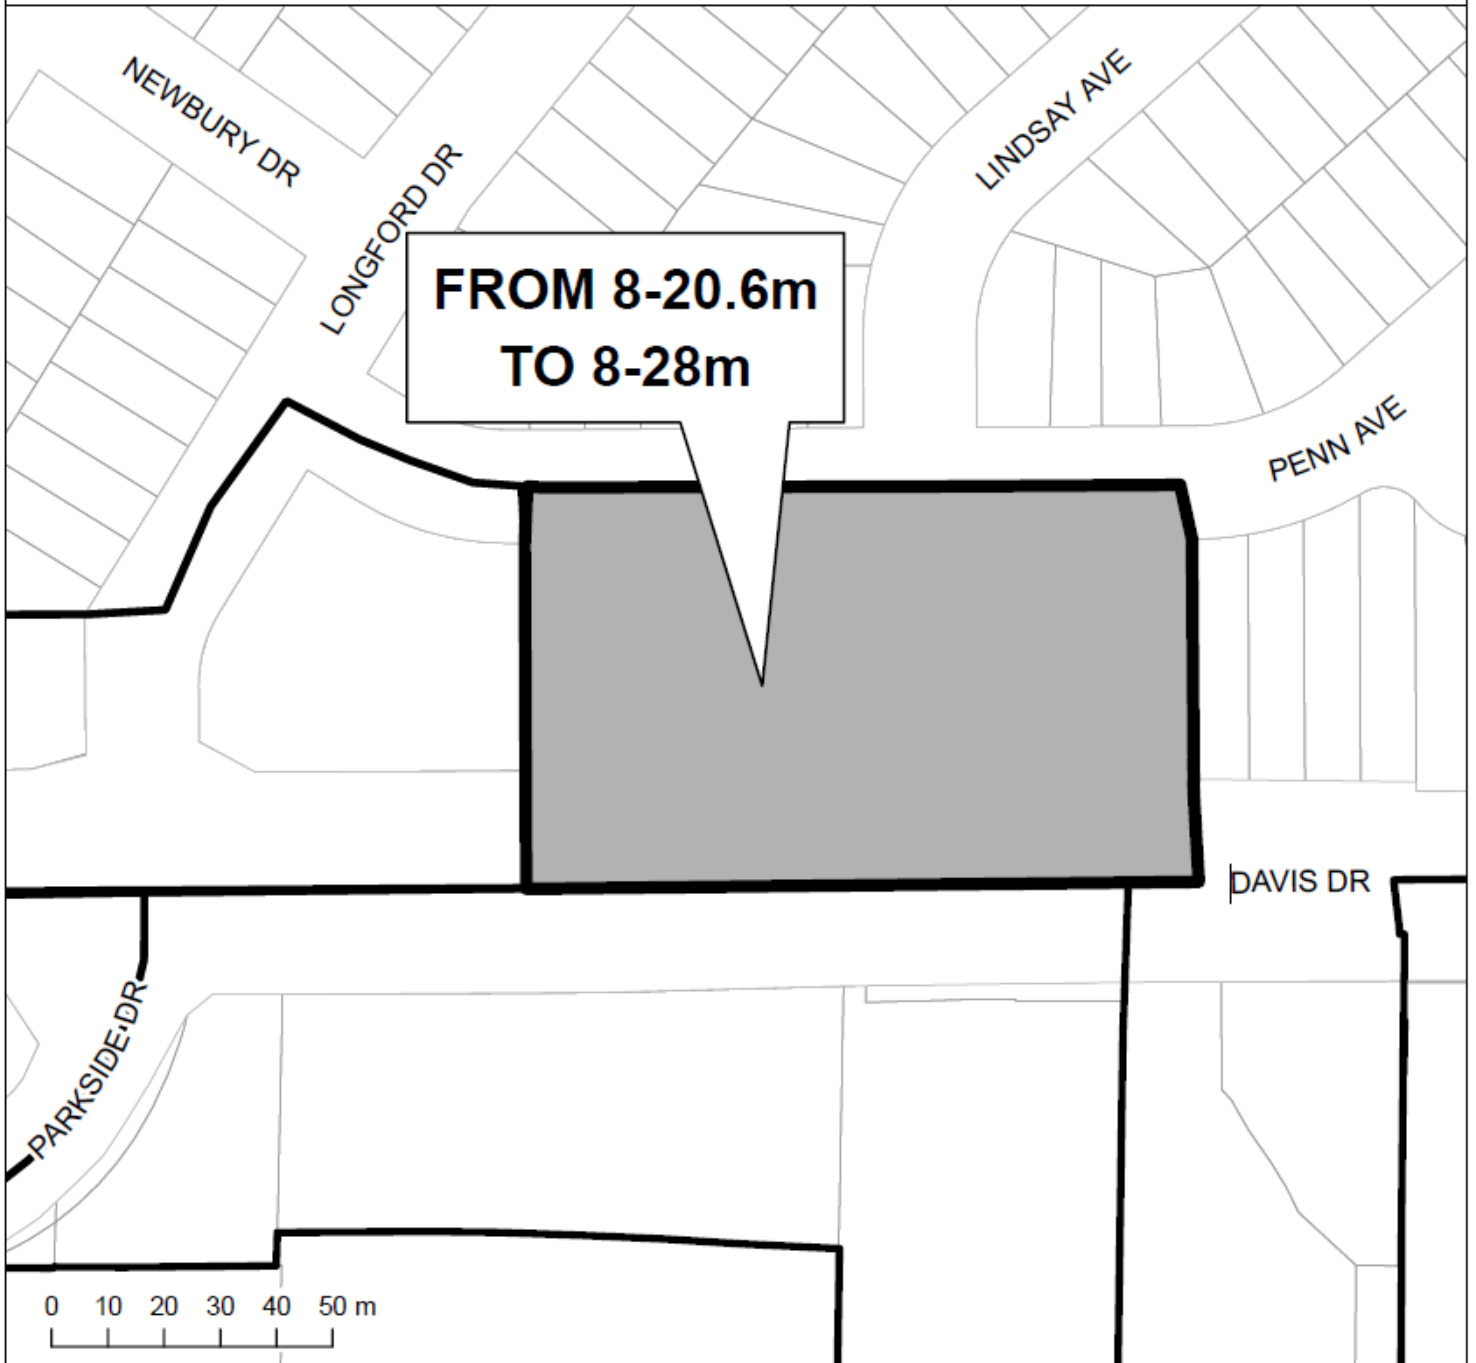 NEWBURY DR
LONGFORD DR
LINDSAY AVE
FROM 8-20.6m
TO 8-28m
PENN AVE
DAVIS DR
PARKSIDE DR
0 10 20 30 40 50 m